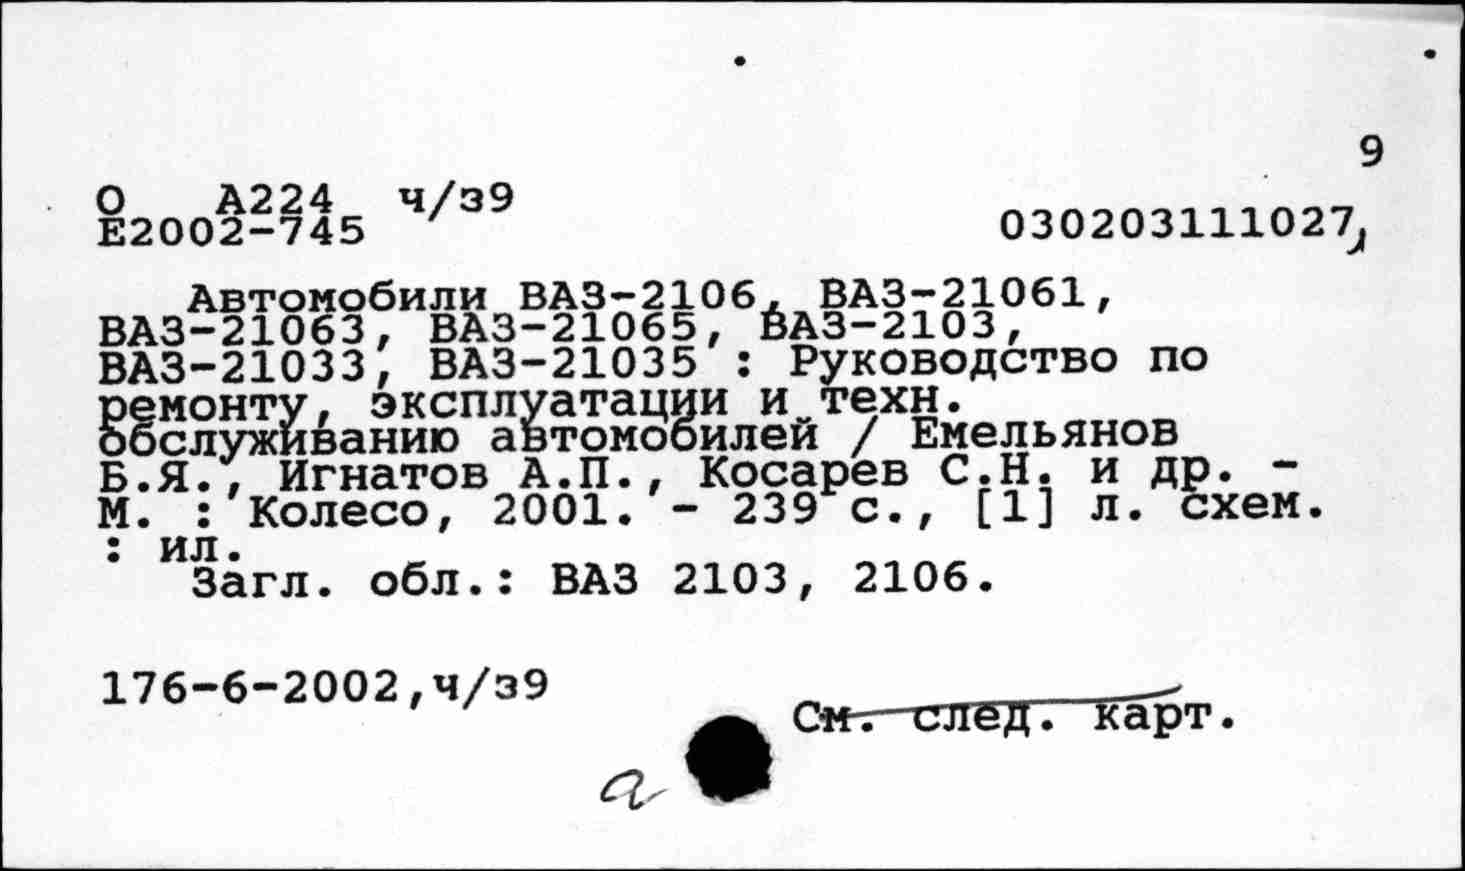 9
О А224 ч/з9
Е2002-745
030203111027
Автомобили ВАЗ-2106, ВАЗ-21061,
ВАЗ-21063, ВАЗ-21065, ВАЗ-2103,
ВАЗ-21033, ВАЗ-21035 : Руководство по
ремонту, эксплуатации и техн.
обслуживанию автомобилей / Емельянов
Б.Я., Игнатов А.П., Косарев С.Н. и др. -
М. : Колесо, 2001. - 239 с., [1] л. схем.
: ил.
Загл. обл.: ВАЗ 2103, 2106.
176-6-2002,ч/з9
См. след. карт.
а